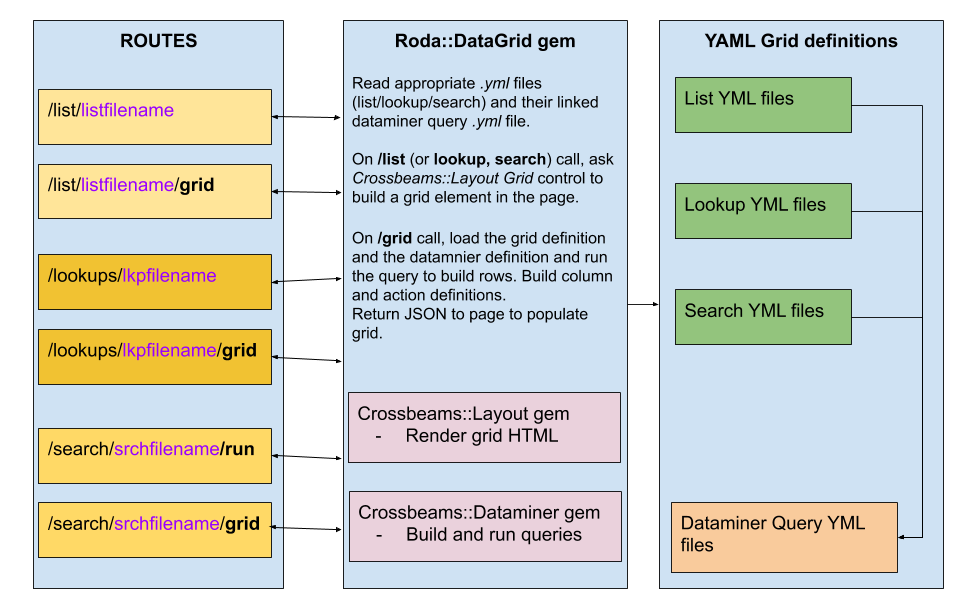 ROUTES
/list/listfilename
/list/listfilename/grid
/lookups/lkpfilename
/lookups/lkpfilename/grid
/search/srchfilename/run
/search/srchfilename/grid
Roda::DataGrid gem
Read appropriate .yml files
(list/lookup/search) and their linked
dataminer query .yml file.
On /list (or lookup, search) call, ask
Crossbeams::Layout Grid control to
build a grid element in the page.
On /grid call, load the grid definition
and the datamnier definition and run
the query to build rows. Build column
and action definitions.
Return JSON to page to populate
grid.
Crossbeams::Layout gem
- Render grid HTML
Crossbeams::Dataminer gem
- Build and run queries
YAML Grid definitions
List YML files
Lookup YML files
Search YML files
Dataminer Query YML
files